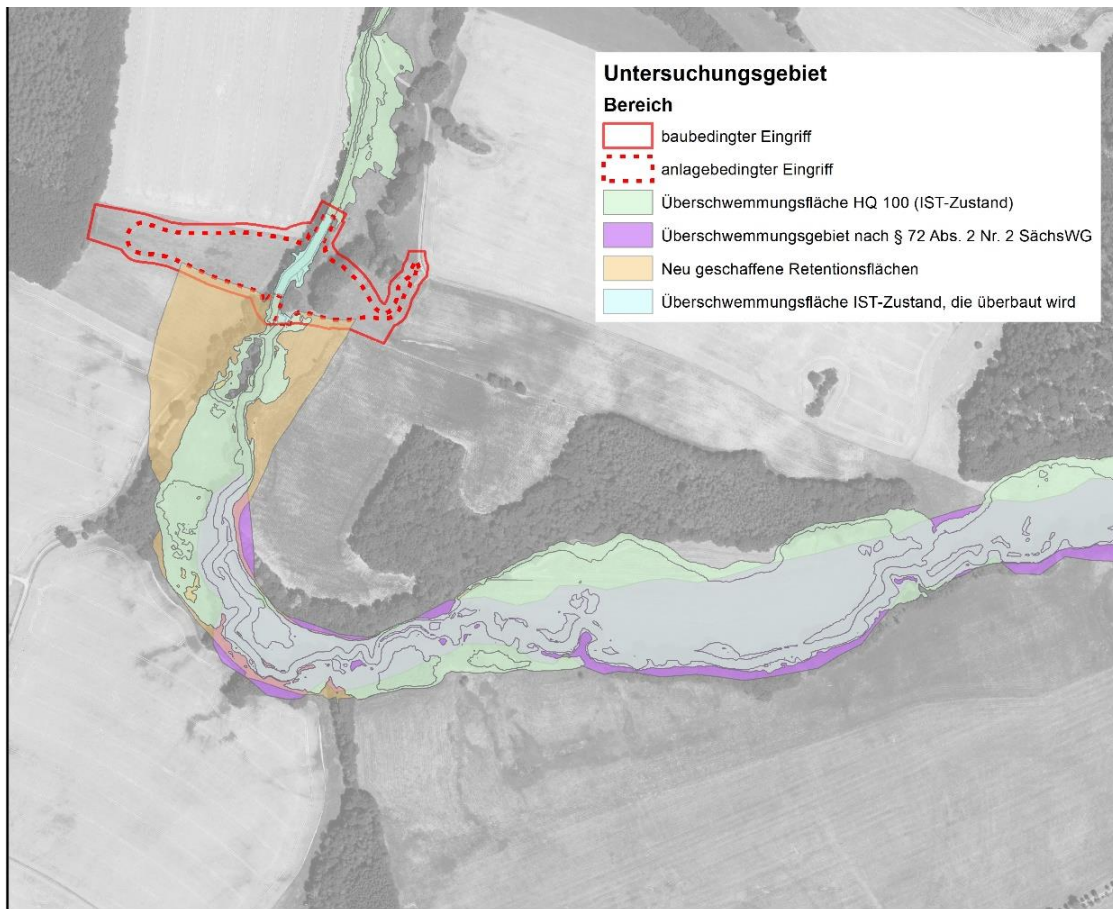 Untersuchungsgebiet
Bereich
baubedingter Eingriff
anlagebedingter Eingriff
Überschwemmungsfläche HQ 100 (IST-Zustand)
Überschwemmungsgebiet nach § 72 Abs. 2 Nr. 2 SächsWG
Neu geschaffene Retentionsflächen
Überschwemmungsfläche IST-Zustand, die überbaut wird